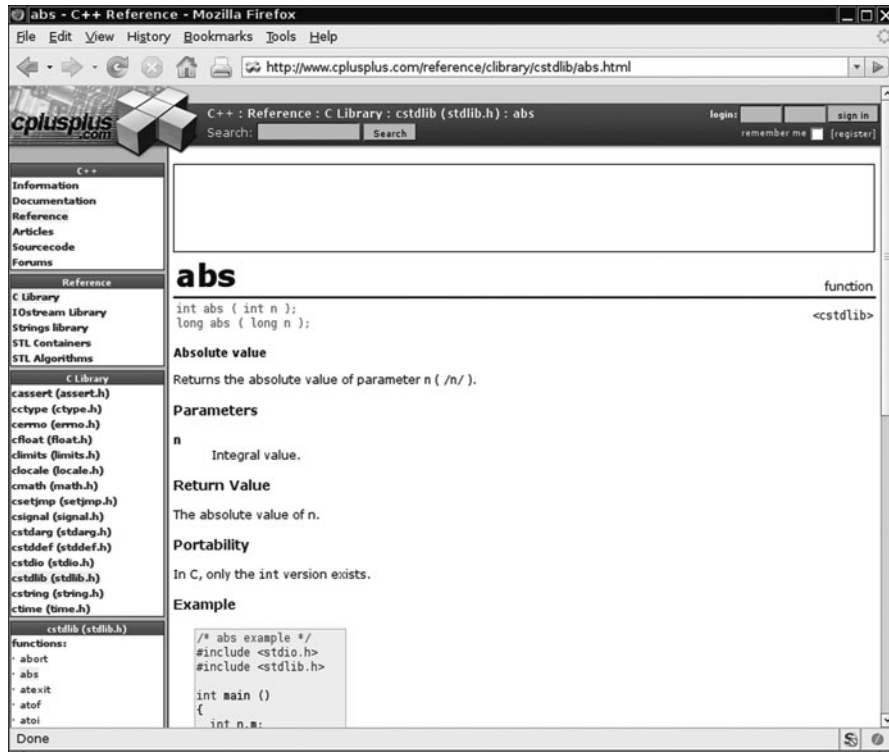 abs - C++ Reference - Mozilla Firefox
File Edit View History Bookmarks Tools Help
http://www.cplusplus.com/reference/clibrary/cstdlib/abs.html
cplusplus
.com
C++ : Reference : C Library : cstdlib (stdlib.h) : abs
Search: Search
login: sign in
remember me [register]
C++
Information
Documentation
Reference
Articles
Sourcecode
Forums
Reference
C Library
IOstream Library
Strings library
STL Containers
STL Algorithms
C Library
cassert (assert.h)
cctype (ctype.h)
cerrno (errno.h)
cfloat (float.h)
climits (limits.h)
clocale (locale.h)
cmath (math.h)
csetjmp (setjmp.h)
csignal (signal.h)
cstdarg (stdarg.h)
cstddef (stddef.h)
cstdio (stdio.h)
cstdlib (stdlib.h)
cstring (string.h)
ctime (time.h)
cstdlib (stdlib.h)
functions:
· abort
· abs
· atexit
· atof
· atoi
abs
function
int abs ( int n );
long abs ( long n );
<cstdlib>
Absolute value
Returns the absolute value of parameter n ( /n/ ).
Parameters
n
Integral value.
Return Value
The absolute value of n.
Portability
In C, only the int version exists.
Example
/* abs example */
#include <stdio.h>
#include <stdlib.h>
int main ()
{
int n,m;
Done